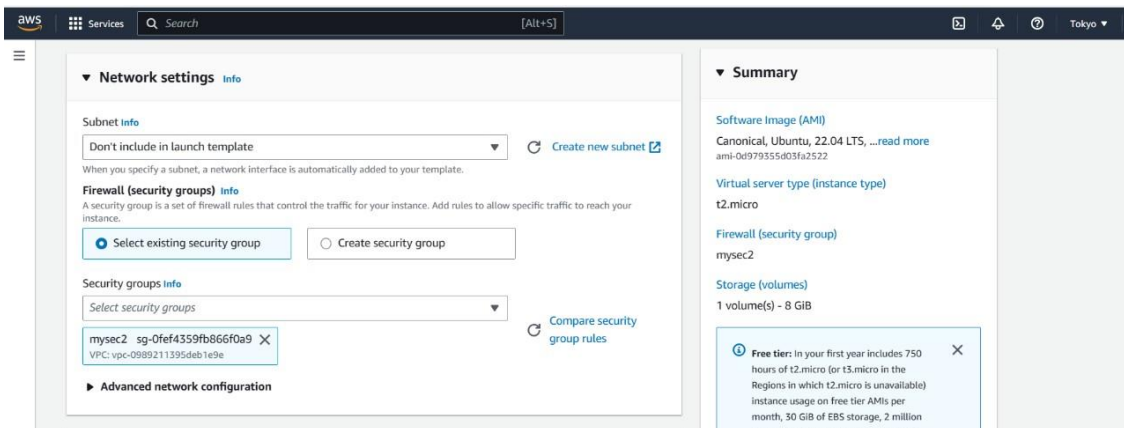 aws
Services
Search
[Alt+S]
Tokyo
Network settings Info
Subnet Info
Don't include in launch template
Create new subnet
When you specify a subnet, a network interface is automatically added to your template.
Firewall (security groups) Info
A security group is a set of firewall rules that control the traffic for your instance. Add rules to allow specific traffic to reach your
instance.
Select existing security group
Create security group
Security groups Info
Select security groups
Compare security
group rules
mysec2 sg-0fef4359fb866f0a9
VPC: vpc-0989211395deb1e9e
Advanced network configuration
Summary
Software Image (AMI)
Canonical, Ubuntu, 22.04 LTS, ...read more
ami-0d979355d03fa2522
Virtual server type (instance type)
t2.micro
Firewall (security group)
mysec2
Storage (volumes)
1 volume(s) - 8 GiB
Free tier: In your first year includes 750
hours of t2.micro (or t3.micro in the
Regions in which t2.micro is unavailable)
instance usage on free tier AMIs per
month, 30 GiB of EBS storage, 2 million